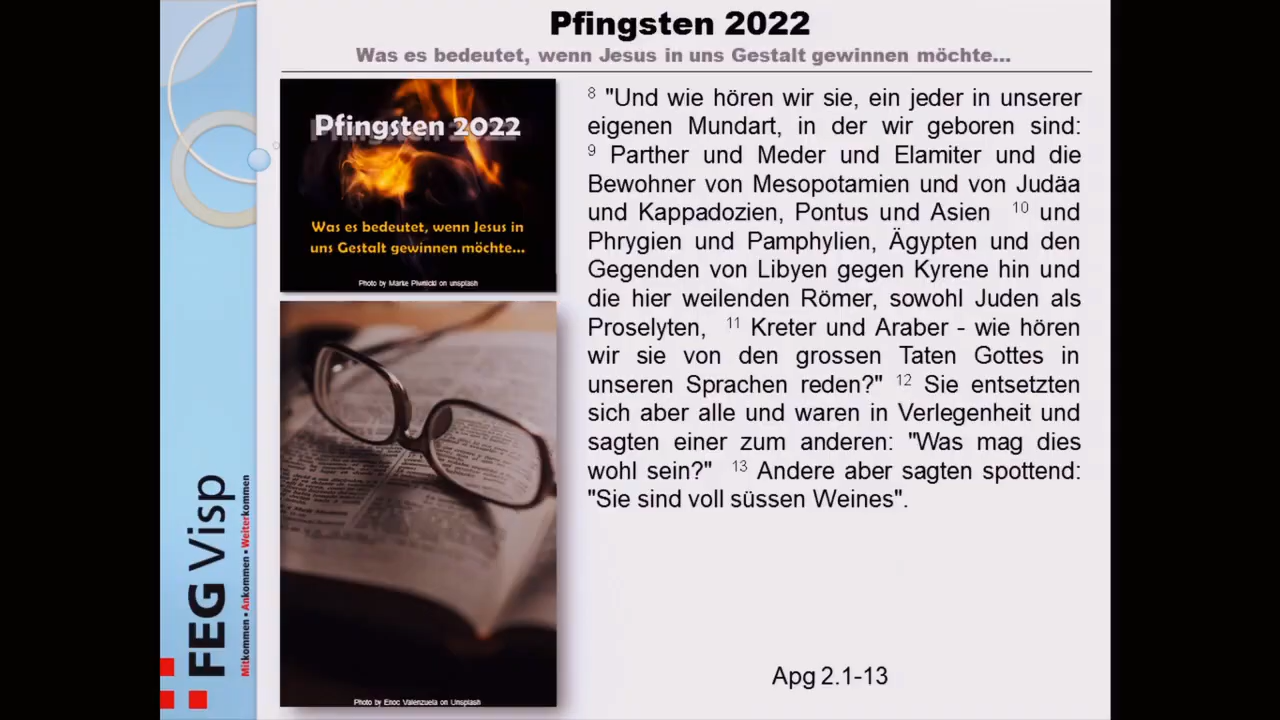 Pfingsten 2022
Was es bedeutet, wenn Jesus in uns Gestalt gewinnen möchte...
Pfingsten 2022
Was es bedeutet, wenn Jesus in
uns Gestalt gewinnen möchte...
Photo by Marke Piwnicki on unsplash
Photo by Enoc Valenzuela on Unsplash
8 "Und wie hören wir sie, ein jeder in unserer
eigenen Mundart, in der wir geboren sind:
9 Parther und Meder und Elamiter und die
Bewohner von Mesopotamien und von Judäa
und Kappadozien, Pontus und Asien 10 und
Phrygien und Pamphylien, Ägypten und den
Gegenden von Libyen gegen Kyrene hin und
die hier weilenden Römer, sowohl Juden als
Proselyten, 11 Kreter und Araber - wie hören
wir sie von den grossen Taten Gottes in
unseren Sprachen reden?" 12 Sie entsetzten
sich aber alle und waren in Verlegenheit und
sagten einer zum anderen: "Was mag dies
wohl sein?" 13 Andere aber sagten spottend:
"Sie sind voll süssen Weines".
Apg 2.1-13
FEG Visp
Mitkommen • Ankommen • Weiterkommen